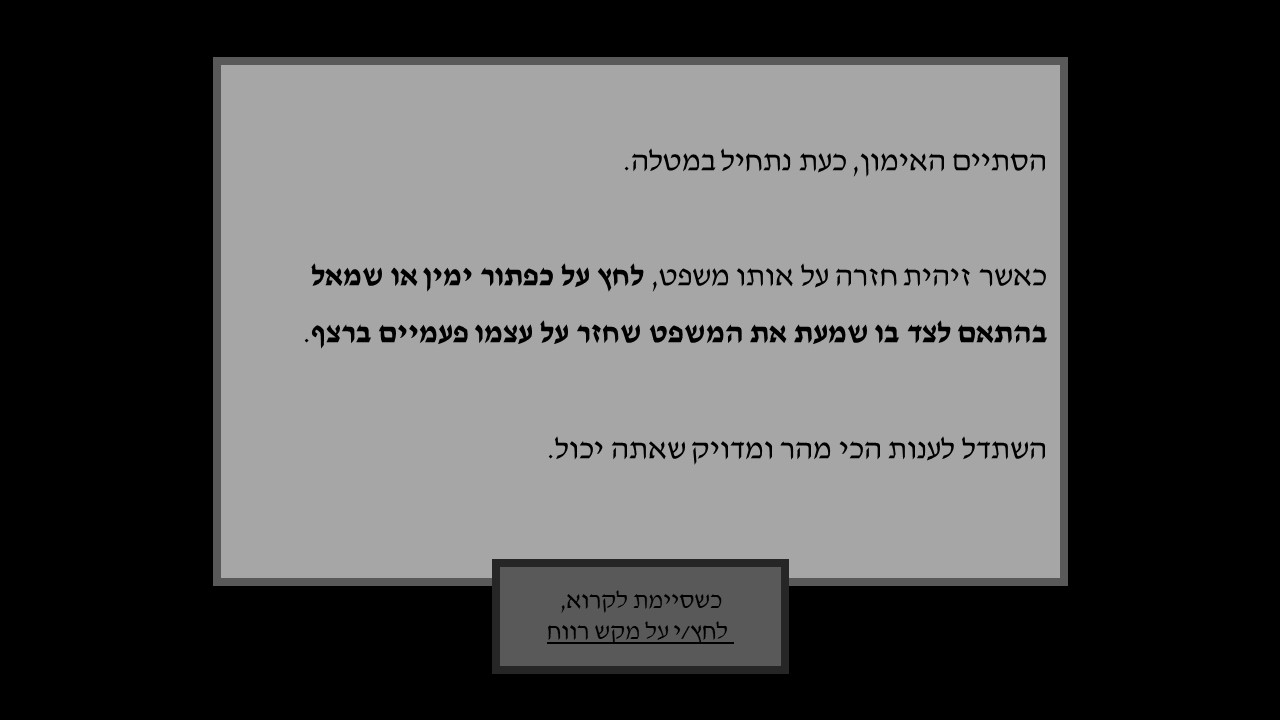 הסתיים האימון, כעת נתחיל במטלה.
כאשר זיהית חזרה על אותו משפט, לחץ על כפתור ימין או שמאל
בהתאם לצד בו שמעת את המשפט שחזר על עצמו פעמיים ברצף.
השתדל לענות הכי מהר ומדויק שאתה יכול.
כשסיימת לקרוא,
לחץ/י על מקש רווח